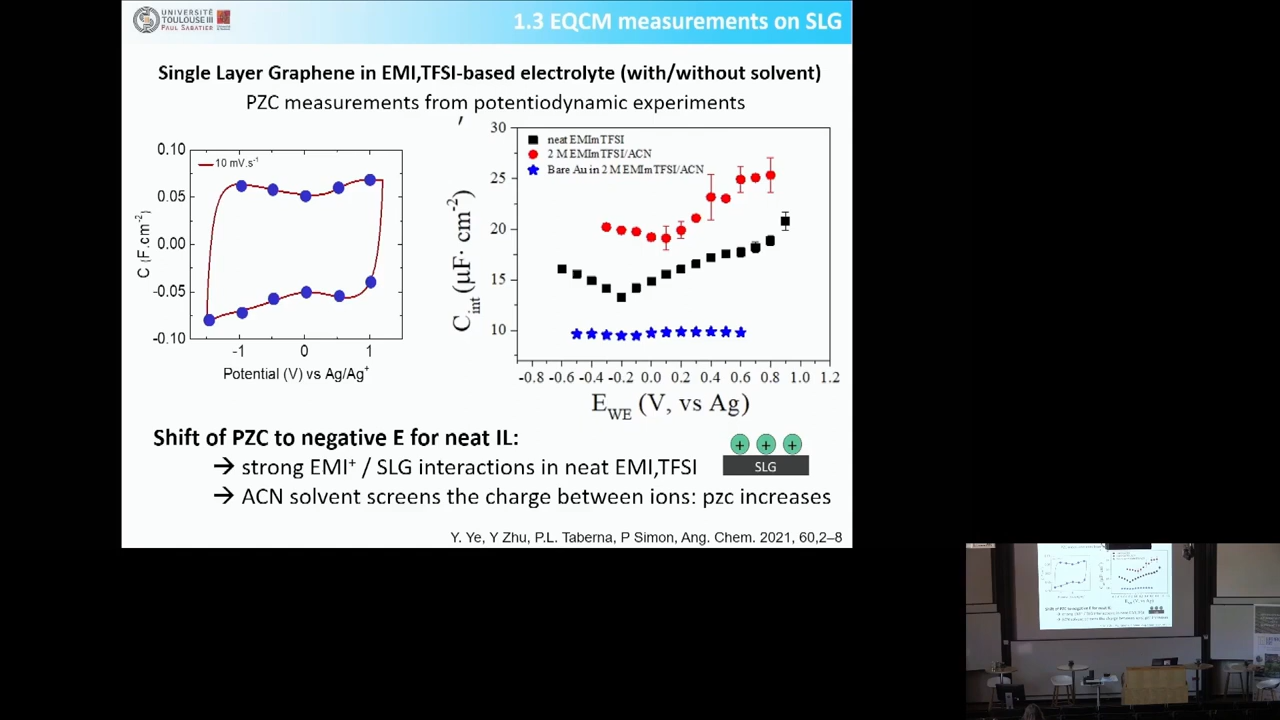 UNIVERSITÉ
TOULOUSE III
PAUL SABATIER
1.3 EQCM measurements on SLG
Single Layer Graphene in EMI,TFSI-based electrolyte (with/without solvent)
PZC measurements from potentiodynamic experiments
0.10
0.05
0.00
-0.05
-0.10
C (F.cm-2)
10 mV.s-1
-1 0 1
Potential (V) vs Ag/Ag+
30
25
20
15
10
Cint (µF· cm-2)
neat EMImTFSI
2 M EMImTFSI/ACN
Bare Au in 2 M EMImTFSI/ACN
-0.8 -0.6 -0.4 -0.2 0.0 0.2 0.4 0.6 0.8 1.0 1.2
EWE (V, vs Ag)
Shift of PZC to negative E for neat IL:
→ strong EMI+ / SLG interactions in neat EMI,TFSI
→ ACN solvent screens the charge between ions: pzc increases
+ + +
SLG
Y. Ye, Y Zhu, P.L. Taberna, P Simon, Ang. Chem. 2021, 60,2–8